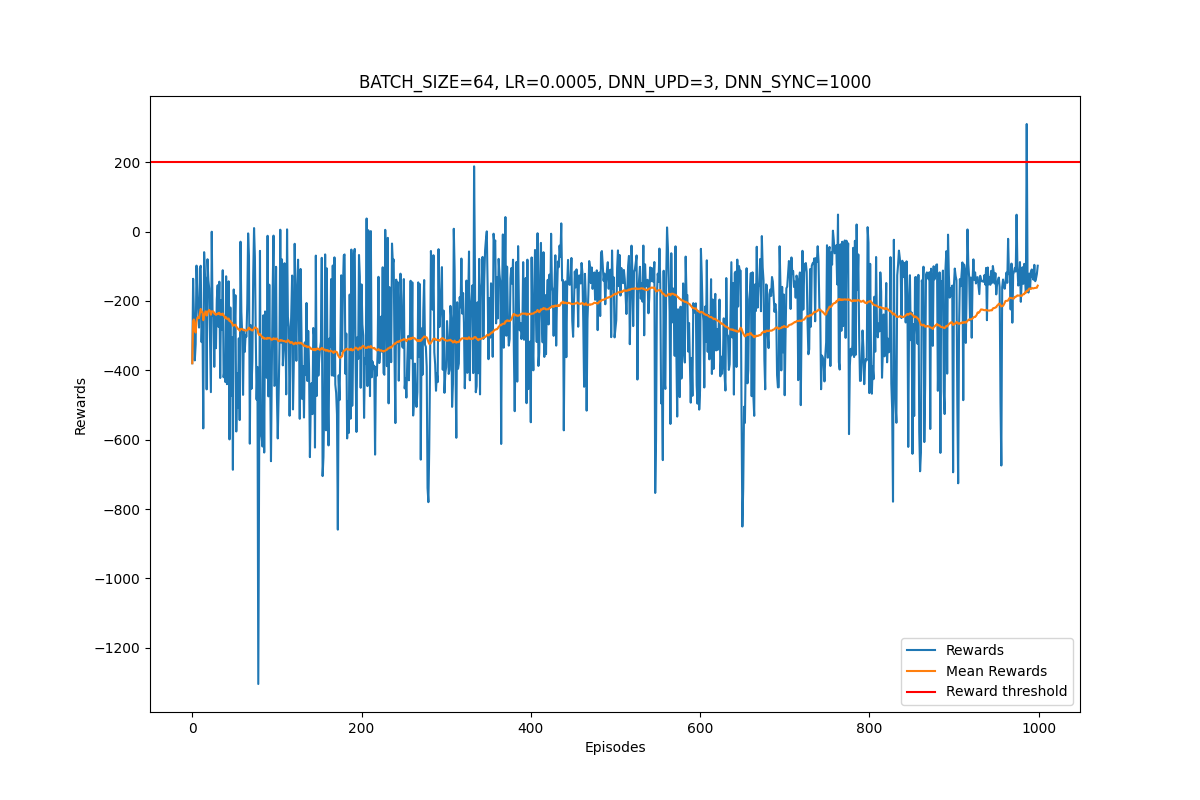 BATCH_SIZE=64, LR=0.0005, DNN_UPD=3, DNN_SYNC=1000
200
0
−200
−400
−600
−800
−1000
−1200
Rewards
0
200
400
600
800
1000
Episodes
Rewards
Mean Rewards
Reward threshold